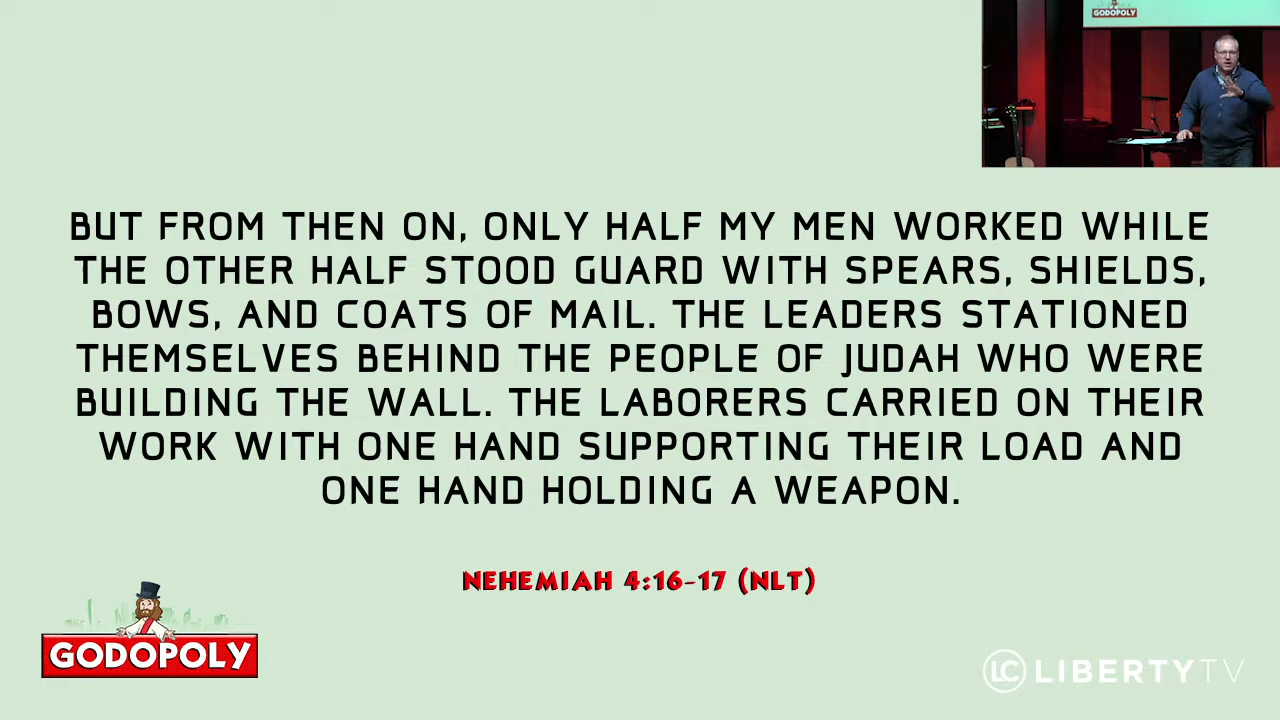 GODOPOLY
BUT FROM THEN ON, ONLY HALF MY MEN WORKED WHILE
THE OTHER HALF STOOD GUARD WITH SPEARS, SHIELDS,
BOWS, AND COATS OF MAIL. THE LEADERS STATIONED
THEMSELVES BEHIND THE PEOPLE OF JUDAH WHO WERE
BUILDING THE WALL. THE LABORERS CARRIED ON THEIR
WORK WITH ONE HAND SUPPORTING THEIR LOAD AND
ONE HAND HOLDING A WEAPON.
NEHEMIAH 4:16-17 (NLT)
GODOPOLY
LC LIBERTYTV